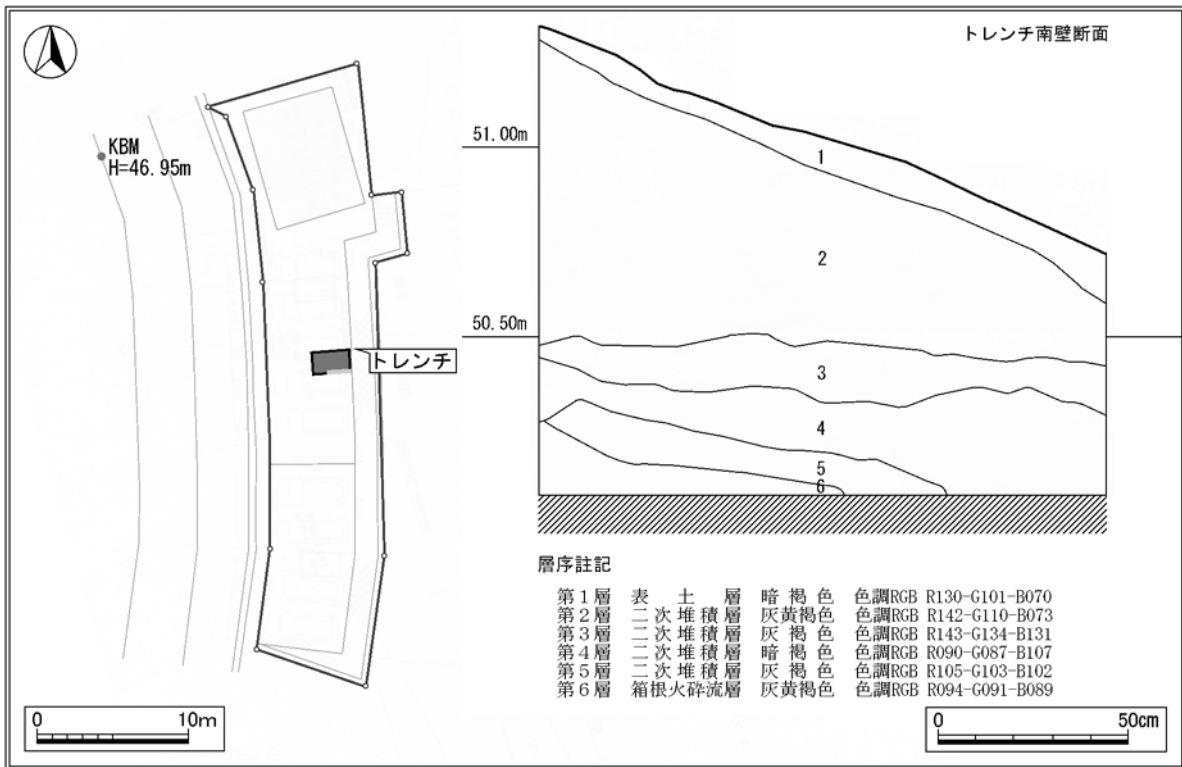 トレンチ南壁断面
KBM
H=46.95m
51.00m
50.50m
トレンチ
1
2
3
4
5
6
層序註記
第1層 表土層 暗褐色 色調RGB R130-G101-B070
第2層 二次堆積層 灰黄褐色 色調RGB R142-G110-B073
第3層 二次堆積層 灰褐色 色調RGB R143-G134-B131
第4層 二次堆積層 暗褐色 色調RGB R090-G087-B107
第5層 二次堆積層 灰褐色 色調RGB R105-G103-B102
第6層 箱根火砕流層 灰黄褐色 色調RGB R094-G091-B089
0 10m
0 50cm